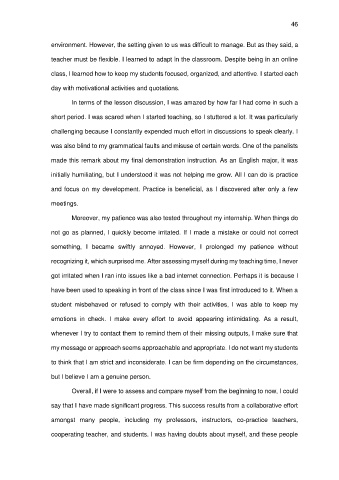 46
environment. However, the setting given to us was difficult to manage. But as they said, a
teacher must be flexible. I learned to adapt in the classroom. Despite being in an online
class, I learned how to keep my students focused, organized, and attentive. I started each
day with motivational activities and quotations.
In terms of the lesson discussion, I was amazed by how far I had come in such a
short period. I was scared when I started teaching, so I stuttered a lot. It was particularly
challenging because I constantly expended much effort in discussions to speak clearly. I
was also blind to my grammatical faults and misuse of certain words. One of the panelists
made this remark about my final demonstration instruction. As an English major, it was
initially humiliating, but I understood it was not helping me grow. All I can do is practice
and focus on my development. Practice is beneficial, as I discovered after only a few
meetings.
Moreover, my patience was also tested throughout my internship. When things do
not go as planned, I quickly become irritated. If I made a mistake or could not correct
something, I became swiftly annoyed. However, I prolonged my patience without
recognizing it, which surprised me. After assessing myself during my teaching time, I never
got irritated when I ran into issues like a bad internet connection. Perhaps it is because I
have been used to speaking in front of the class since I was first introduced to it. When a
student misbehaved or refused to comply with their activities, I was able to keep my
emotions in check. I make every effort to avoid appearing intimidating. As a result,
whenever I try to contact them to remind them of their missing outputs, I make sure that
my message or approach seems approachable and appropriate. I do not want my students
to think that I am strict and inconsiderate. I can be firm depending on the circumstances,
but I believe I am a genuine person.
Overall, if I were to assess and compare myself from the beginning to now, I could
say that I have made significant progress. This success results from a collaborative effort
amongst many people, including my professors, instructors, co-practice teachers,
cooperating teacher, and students. I was having doubts about myself, and these people